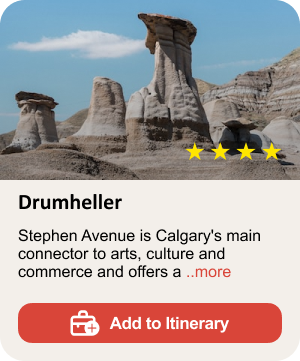 Drumheller
Stephen Avenue is Calgary's main
connector to arts, culture and
commerce and offers a ..more
Add to Itinerary